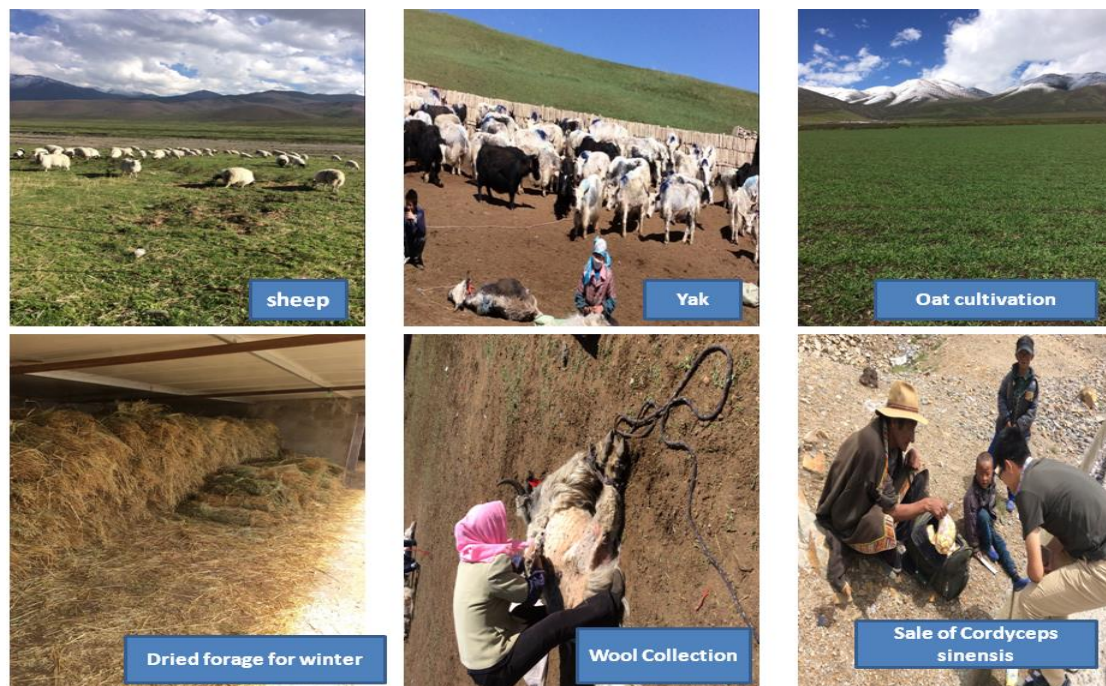 sheep
Yak
Oat cultivation
Dried forage for winter
Wool Collection
Sale of Cordyceps
sinensis